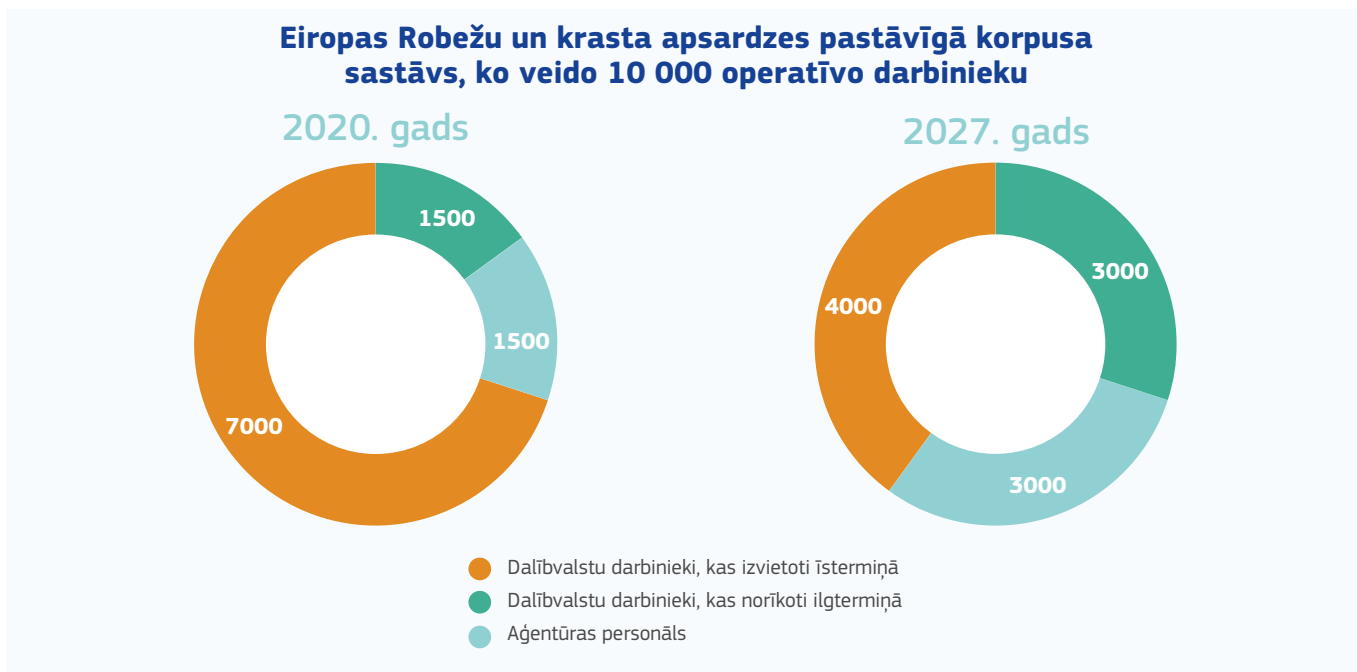 Eiropas Robežu un krasta apsardzes pastāvīgā korpusa
sastāvs, ko veido 10 000 operatīvo darbinieku
2020. gads
1500
1500
7000
2027. gads
3000
4000
3000
Dalībvalstu darbinieki, kas izvietoti īstermiņā
Dalībvalstu darbinieki, kas norīkoti ilgtermiņā
Aģentūras personāls